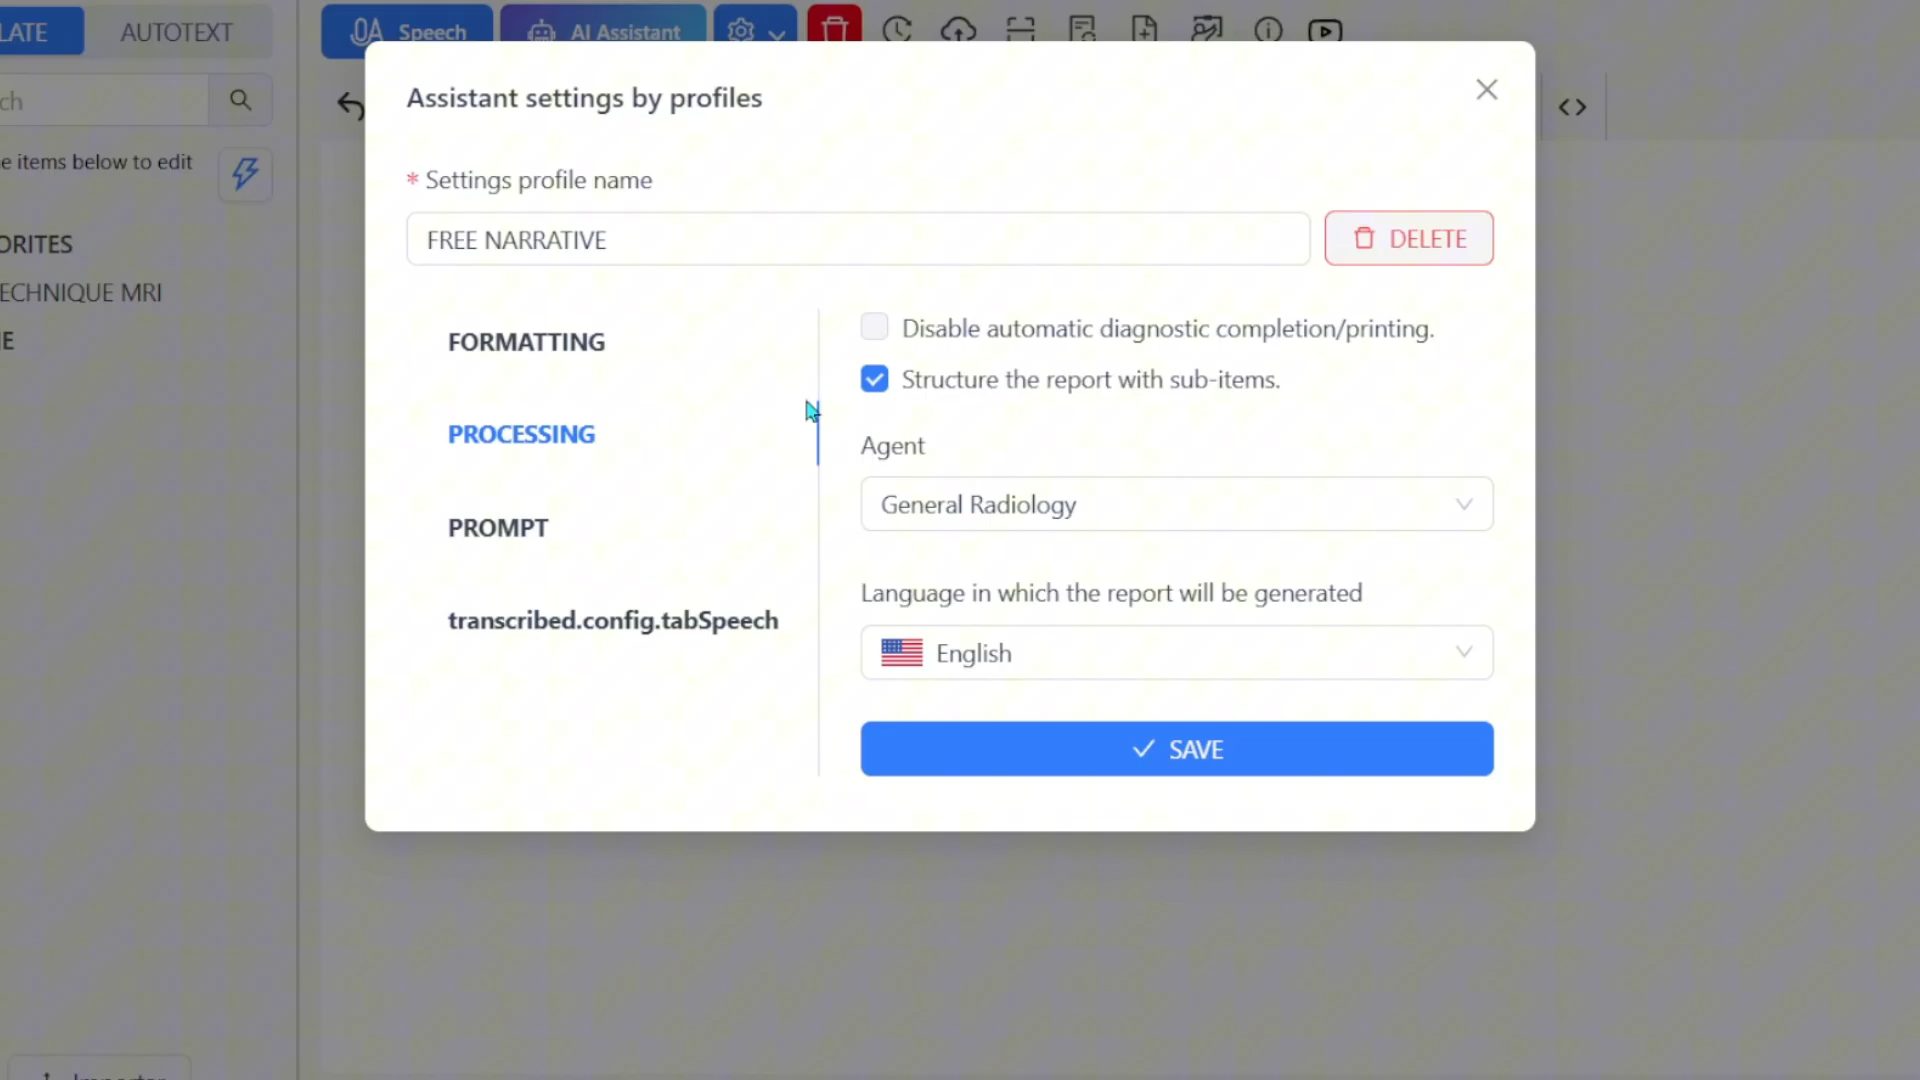 LATE
AUTOTEXT
Speech
AI Assistant
ch
e items below to edit
ORITES
ECHNIQUE MRI
E
Assistant settings by profiles
* Settings profile name
FREE NARRATIVE
DELETE
FORMATTING
PROCESSING
PROMPT
transcribed.config.tabSpeech
Disable automatic diagnostic completion/printing.
Structure the report with sub-items.
Agent
General Radiology
Language in which the report will be generated
English
SAVE